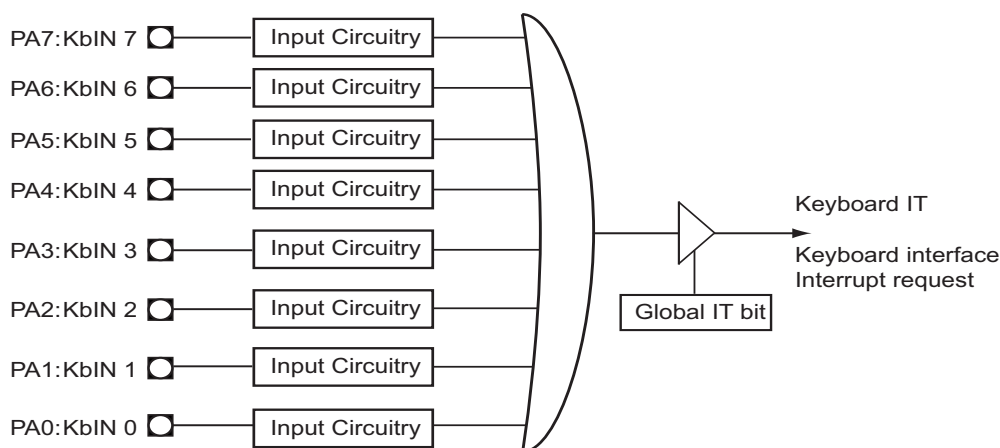 PA7:KbIN 7 Input Circuitry
PA6:KbIN 6 Input Circuitry
PA5:KbIN 5 Input Circuitry
PA4:KbIN 4 Input Circuitry
PA3:KbIN 3 Input Circuitry
PA2:KbIN 2 Input Circuitry
PA1:KbIN 1 Input Circuitry
PA0:KbIN 0 Input Circuitry
Keyboard IT
Keyboard interface
Interrupt request
Global IT bit